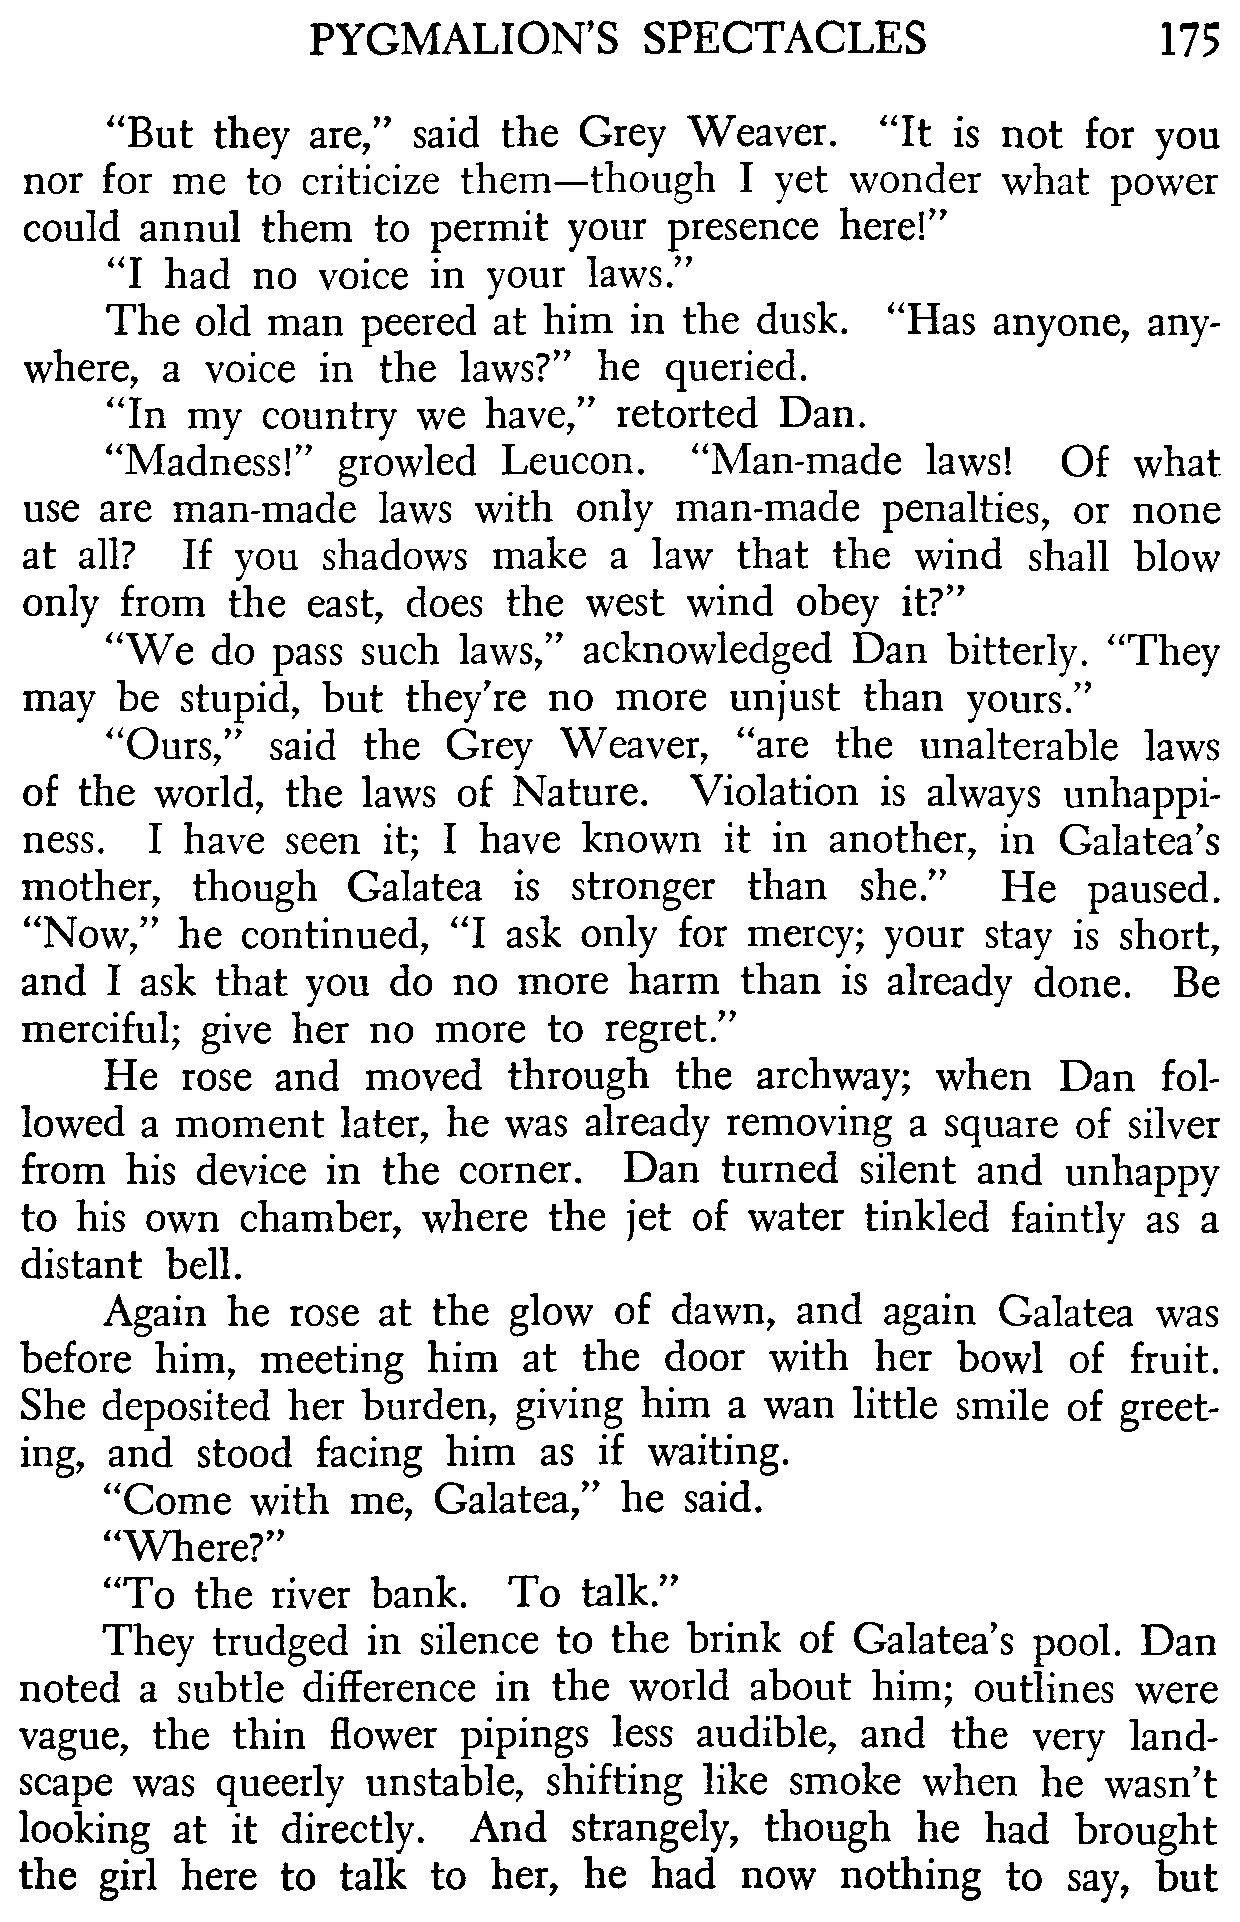 PYGMALION'S SPECTACLES 175
“But they are,” said the Grey Weaver. “It is not for you
nor for me to criticize them—though I yet wonder what power
could annul them to permit your presence here!”
“I had no voice in your laws.”
The old man peered at him in the dusk. “Has anyone, any-
where, a voice in the laws?” he queried.
“In my country we have,” retorted Dan.
“Madness!” growled Leucon. “Man-made laws! Of what
use are man-made laws with only man-made penalties, or none
at all? If you shadows make a law that the wind shall blow
only from the east, does the west wind obey it?”
“We do pass such laws,” acknowledged Dan bitterly. “They
may be stupid, but they're no more unjust than yours.”
“Ours,” said the Grey Weaver, “are the unalterable laws
of the world, the laws of Nature. Violation is always unhappi-
ness. I have seen it; I have known it in another, in Galatea's
mother, though Galatea is stronger than she.” He paused.
“Now,” he continued, “I ask only for mercy; your stay is short,
and I ask that you do no more harm than is already done. Be
merciful; give her no more to regret.”
He rose and moved through the archway; when Dan fol-
lowed a moment later, he was already removing a square of silver
from his device in the corner. Dan turned silent and unhappy
to his own chamber, where the jet of water tinkled faintly as a
distant bell.
Again he rose at the glow of dawn, and again Galatea was
before him, meeting him at the door with her bowl of fruit.
She deposited her burden, giving him a wan little smile of greet-
ing, and stood facing him as if waiting.
“Come with me, Galatea,” he said.
“Where?”
“To the river bank. To talk.”
They trudged in silence to the brink of Galatea's pool. Dan
noted a subtle difference in the world about him; outlines were
vague, the thin flower pipings less audible, and the very land-
scape was queerly unstable, shifting like smoke when he wasn't
looking at it directly. And strangely, though he had brought
the girl here to talk to her, he had now nothing to say, but